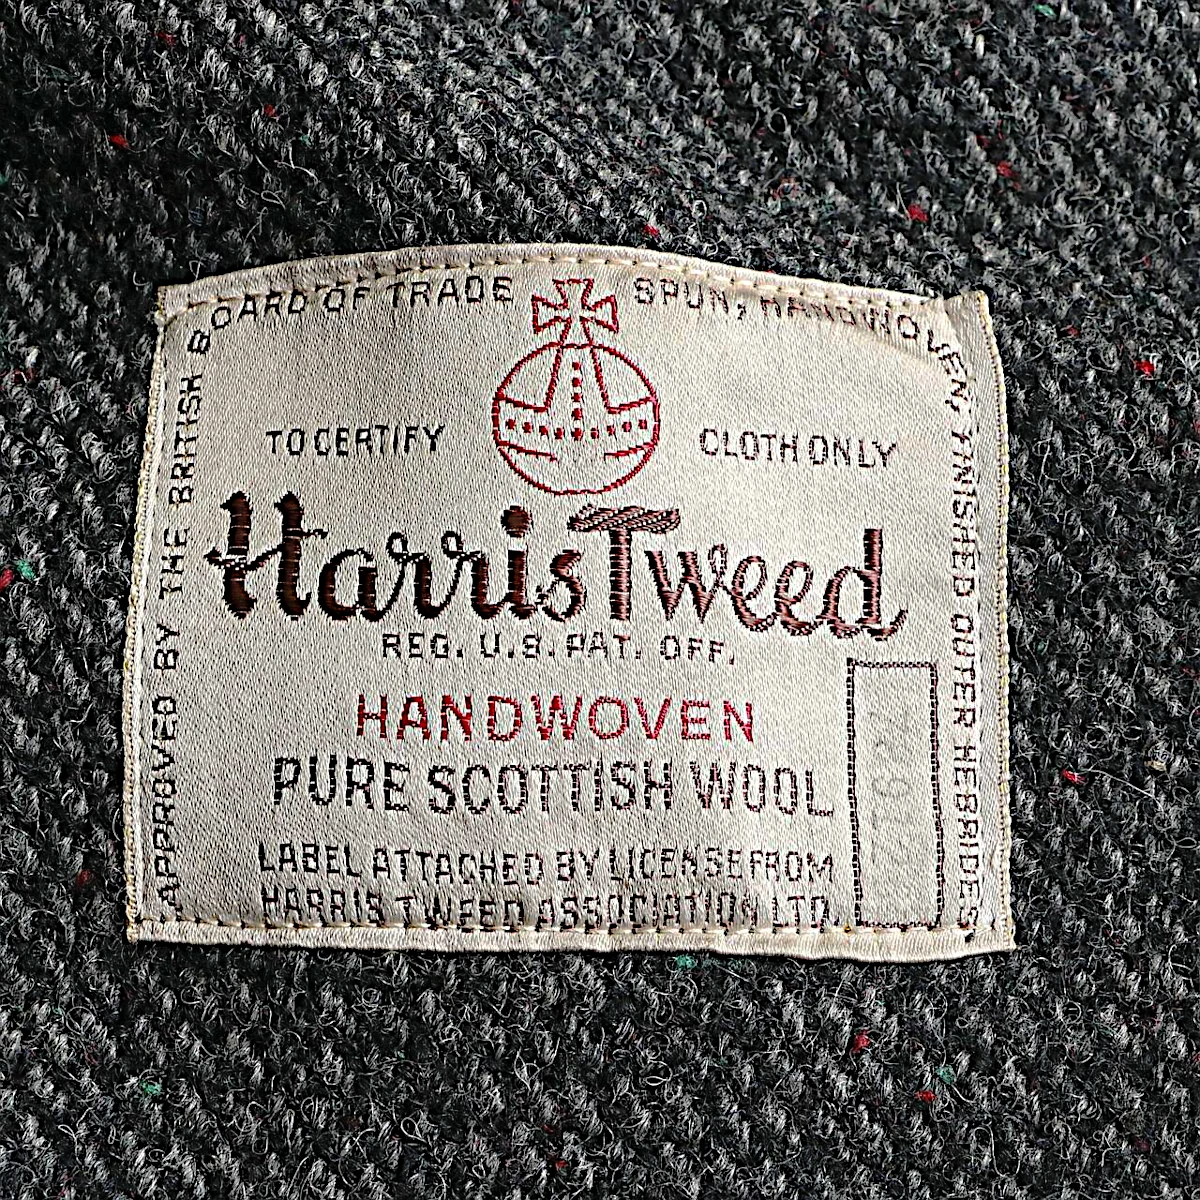 APPROVED BY THE BRITISH BOARD OF TRADE
SPUN, HANDWOVEN, FINISHED OUTER HEBRIDES
TO CERTIFY
CLOTH ONLY
Harris Tweed
REG. U.S. PAT. OFF.
HANDWOVEN
PURE SCOTTISH WOOL
LABEL ATTACHED BY LICENSE FROM
HARRIS TWEED ASSOCIATION LTD.